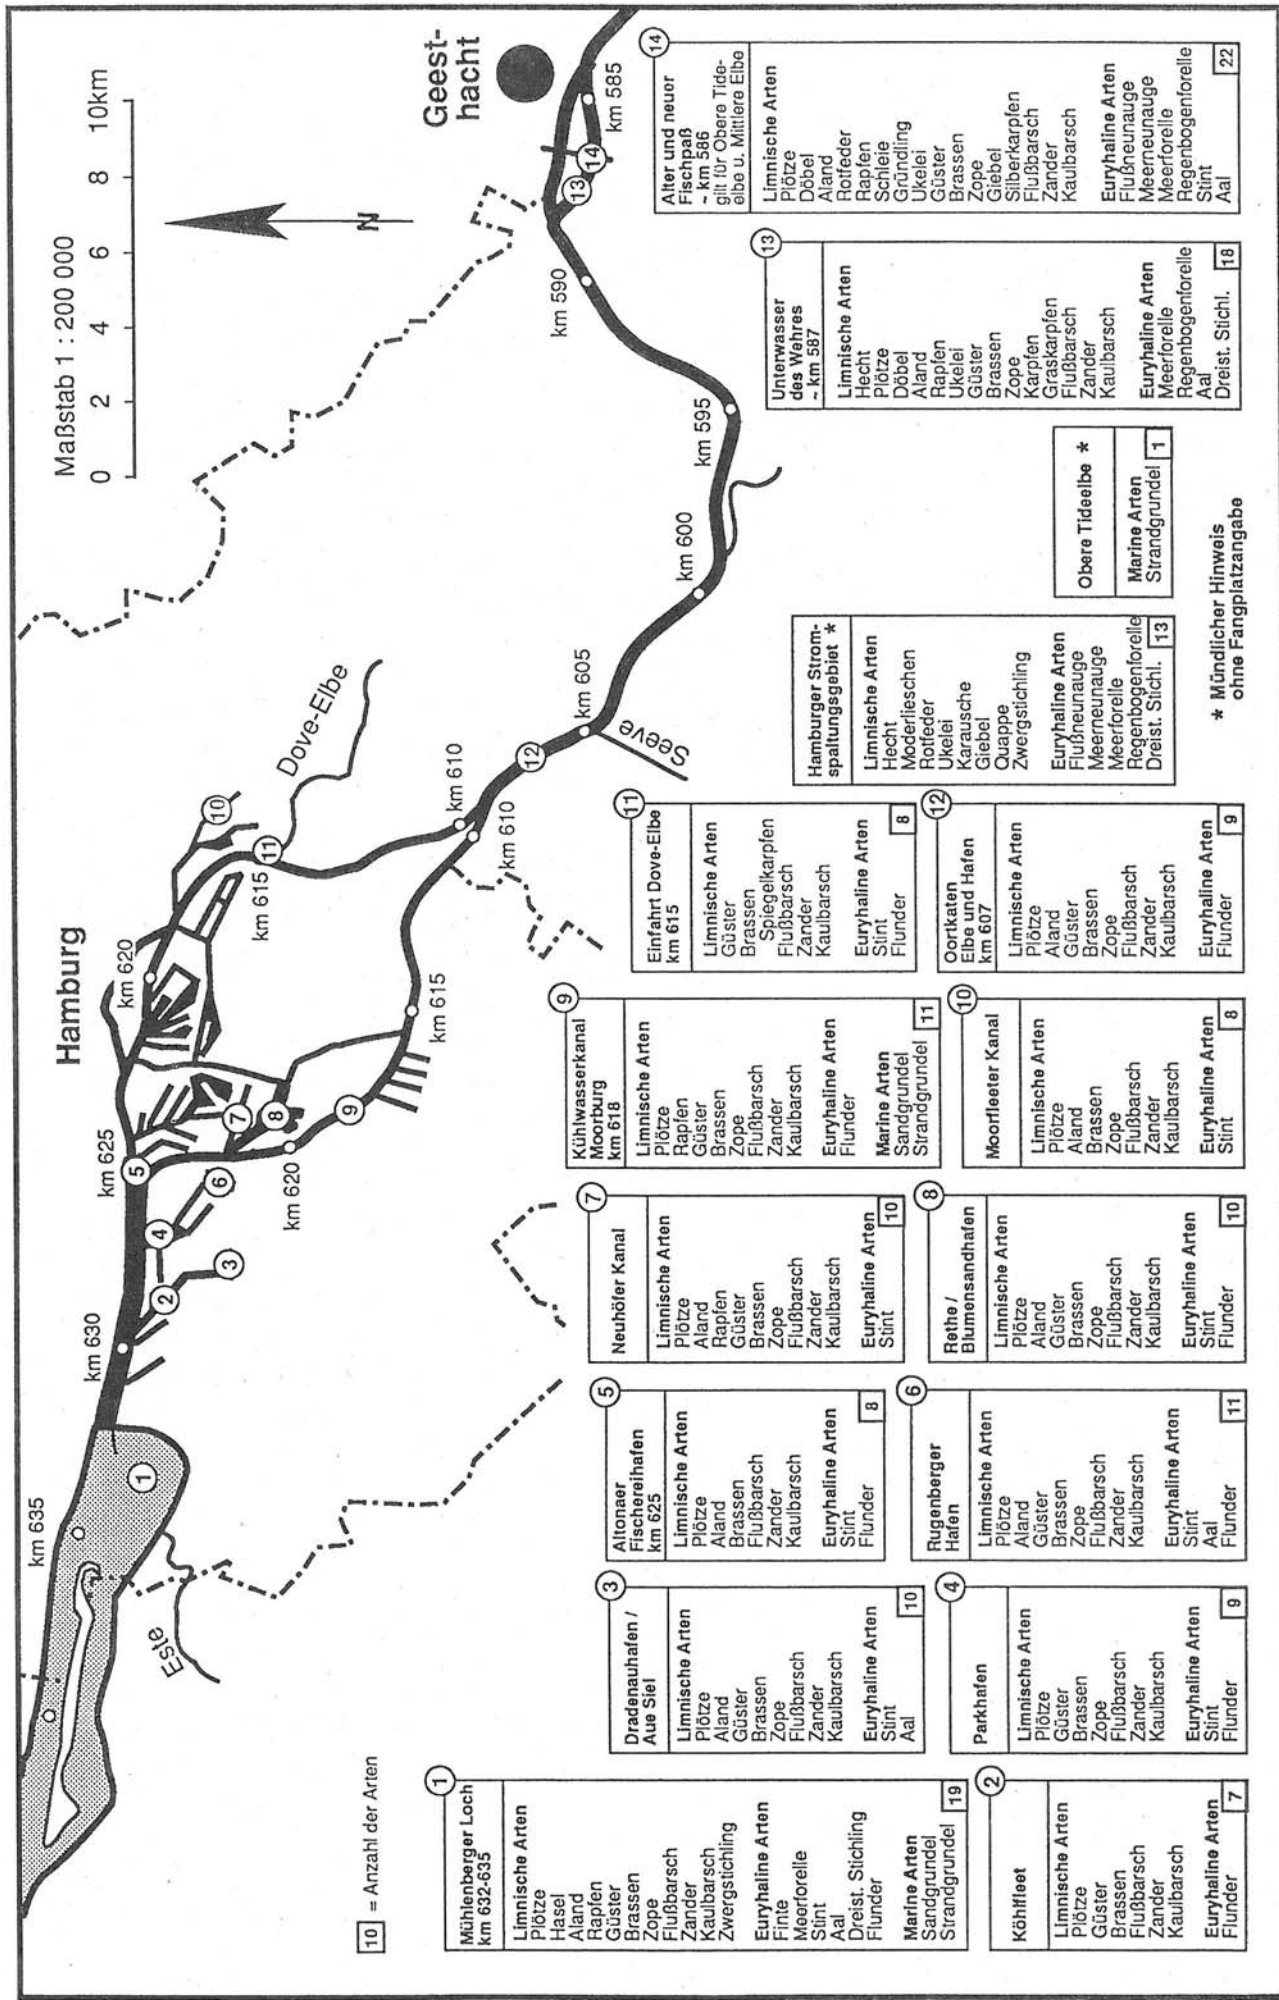 Maßstab 1 : 200 000
0 2 4 6 8 10km
N
Hamburg
Geest-
hacht
km 635
km 630
km 625
km 620
km 615
km 610
km 620
km 615
km 610
km 605
km 600
km 595
km 590
km 585
Este
Dove-Elbe
Seeve
1
2
3
4
5
6
7
8
9
10
11
12
13
14
10 = Anzahl der Arten
1
Mühlenberger Loch
km 632-635
Limnische Arten
Plötze
Hasel
Aland
Rapfen
Güster
Brassen
Zope
Flußbarsch
Zander
Kaulbarsch
Zwergstichling
Euryhaline Arten
Finte
Meerforelle
Stint
Aal
Dreist. Stichling
Flunder
Marine Arten
Sandgrundel
Strandgrundel
19
2
Köhlfleet
Limnische Arten
Plötze
Güster
Brassen
Flußbarsch
Zander
Kaulbarsch
Euryhaline Arten
Flunder
7
3
Dradenauhafen /
Aue Siel
Limnische Arten
Plötze
Aland
Güster
Brassen
Zope
Flußbarsch
Zander
Kaulbarsch
Euryhaline Arten
Stint
Aal
10
4
Parkhafen
Limnische Arten
Plötze
Güster
Brassen
Zope
Flußbarsch
Zander
Kaulbarsch
Euryhaline Arten
Stint
Flunder
9
5
Altonaer
Fischereihafen
km 625
Limnische Arten
Plötze
Aland
Brassen
Flußbarsch
Zander
Kaulbarsch
Euryhaline Arten
Stint
Flunder
8
6
Rugenberger
Hafen
Limnische Arten
Plötze
Aland
Güster
Brassen
Zope
Flußbarsch
Zander
Kaulbarsch
Euryhaline Arten
Stint
Aal
Flunder
11
7
Neuhöfer Kanal
Limnische Arten
Plötze
Aland
Rapfen
Güster
Brassen
Zope
Flußbarsch
Zander
Kaulbarsch
Euryhaline Arten
Stint
10
8
Rethe /
Blumensandhafen
Limnische Arten
Plötze
Aland
Güster
Brassen
Zope
Flußbarsch
Zander
Kaulbarsch
Euryhaline Arten
Stint
Flunder
10
9
Kühlwasserkanal
Moorburg
km 618
Limnische Arten
Plötze
Rapfen
Güster
Brassen
Zope
Flußbarsch
Zander
Kaulbarsch
Euryhaline Arten
Flunder
Marine Arten
Sandgrundel
Strandgrundel
11
10
Moorfleeter Kanal
Limnische Arten
Plötze
Aland
Brassen
Zope
Flußbarsch
Zander
Kaulbarsch
Euryhaline Arten
Stint
8
11
Einfahrt Dove-Elbe
km 615
Limnische Arten
Güster
Brassen
Spiegelkarpfen
Flußbarsch
Zander
Kaulbarsch
Euryhaline Arten
Stint
Flunder
8
12
Oortkaten
Elbe und Hafen
km 607
Limnische Arten
Plötze
Aland
Güster
Brassen
Zope
Flußbarsch
Zander
Kaulbarsch
Euryhaline Arten
Flunder
9
Hamburger Strom-
spaltungsgebiet *
Limnische Arten
Hecht
Moderlieschen
Rotfeder
Ukelei
Karausche
Giebel
Quappe
Zwergstichling
Euryhaline Arten
Flußneunauge
Meerneunauge
Meerforelle
Regenbogenforelle
Dreist. Stichl.
13
Obere Tideelbe *
Marine Arten
Strandgrundel
1
* Mündlicher Hinweis
ohne Fangplatzangabe
13
Unterwasser
des Wehres
~ km 587
Limnische Arten
Hecht
Plötze
Döbel
Aland
Rapfen
Ukelei
Güster
Brassen
Zope
Karpfen
Graskarpfen
Flußbarsch
Zander
Kaulbarsch
Euryhaline Arten
Meerforelle
Regenbogenforelle
Aal
Dreist. Stichl.
18
14
Alter und neuer
Fischpaß
~ km 586
gilt für Obere Tide-
elbe u. Mittlere Elbe
Limnische Arten
Plötze
Döbel
Aland
Rotfeder
Rapfen
Schleie
Gründling
Ukelei
Güster
Brassen
Zope
Giebel
Silberkarpfen
Flußbarsch
Zander
Kaulbarsch
Euryhaline Arten
Flußneunauge
Meerneunauge
Meerforelle
Regenbogenforelle
Stint
Aal
22